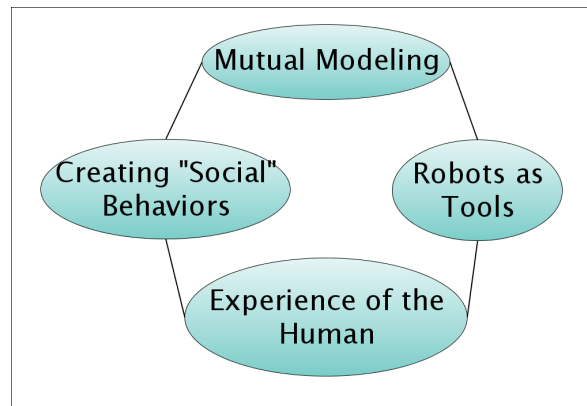 Mutual Modeling
Creating "Social"
Behaviors
Robots as
Tools
Experience of the
Human